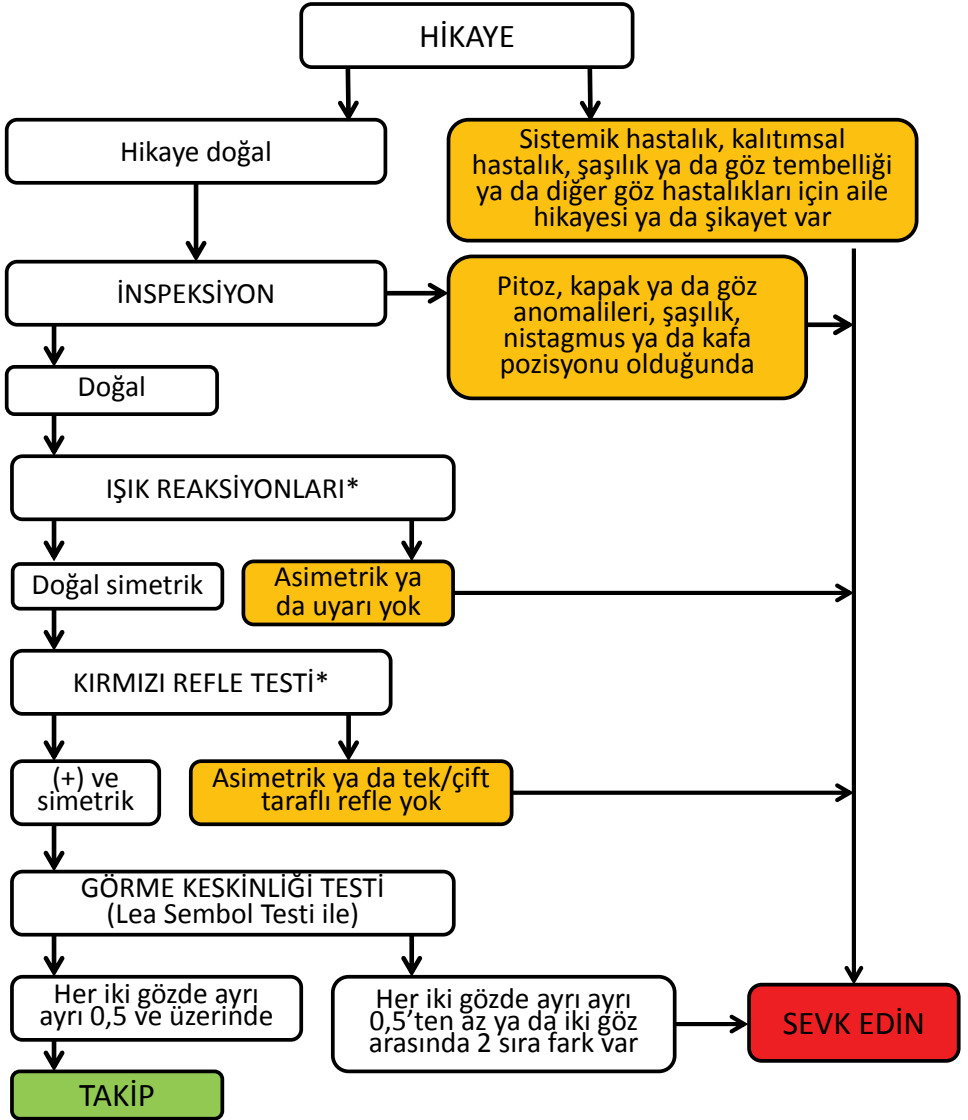 HİKAYE
Hikaye doğal
Sistemik hastalık, kalıtımsal
hastalık, şaşılık ya da göz tembelliği
ya da diğer göz hastalıkları için aile
hikayesi ya da şikayet var
İNSPEKSİYON
Pitoz, kapak ya da göz
anomalileri, şaşılık,
nistagmus ya da kafa
pozisyonu olduğunda
Doğal
IŞIK REAKSİYONLARI*
Doğal simetrik
Asimetrik ya
da uyarı yok
KIRMIZI REFLE TESTİ*
(+) ve
simetrik
Asimetrik ya da tek/çift
taraflı refle yok
GÖRME KESKİNLİĞİ TESTİ
(Lea Sembol Testi ile)
Her iki gözde ayrı
ayrı 0,5 ve üzerinde
Her iki gözde ayrı ayrı
0,5'ten az ya da iki göz
arasında 2 sıra fark var
SEVK EDİN
TAKİP